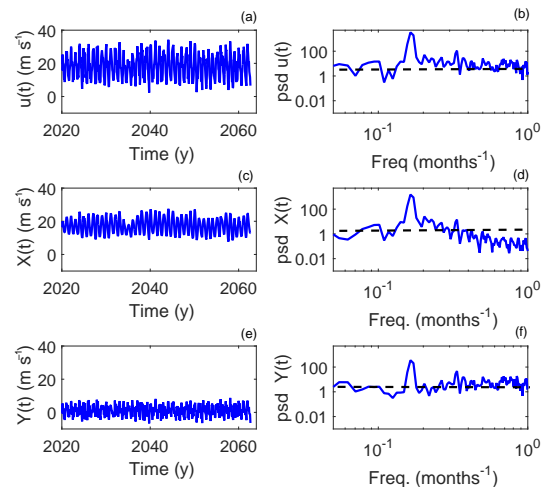 (a)
40
20
0
u(t) (m s⁻¹)
2020 2040 2060
Time (y)
(b)
100
1
0.01
psd u(t)
10⁻¹ 10⁰
Freq (months⁻¹)
(c)
40
20
0
X(t) (m s⁻¹)
2020 2040 2060
Time (y)
(d)
100
1
0.01
psd X(t)
10⁻¹ 10⁰
Freq. (months⁻¹)
(e)
40
20
0
Y(t) (m s⁻¹)
2020 2040 2060
Time (y)
(f)
100
1
0.01
psd Y(t)
10⁻¹ 10⁰
Freq. (months⁻¹)